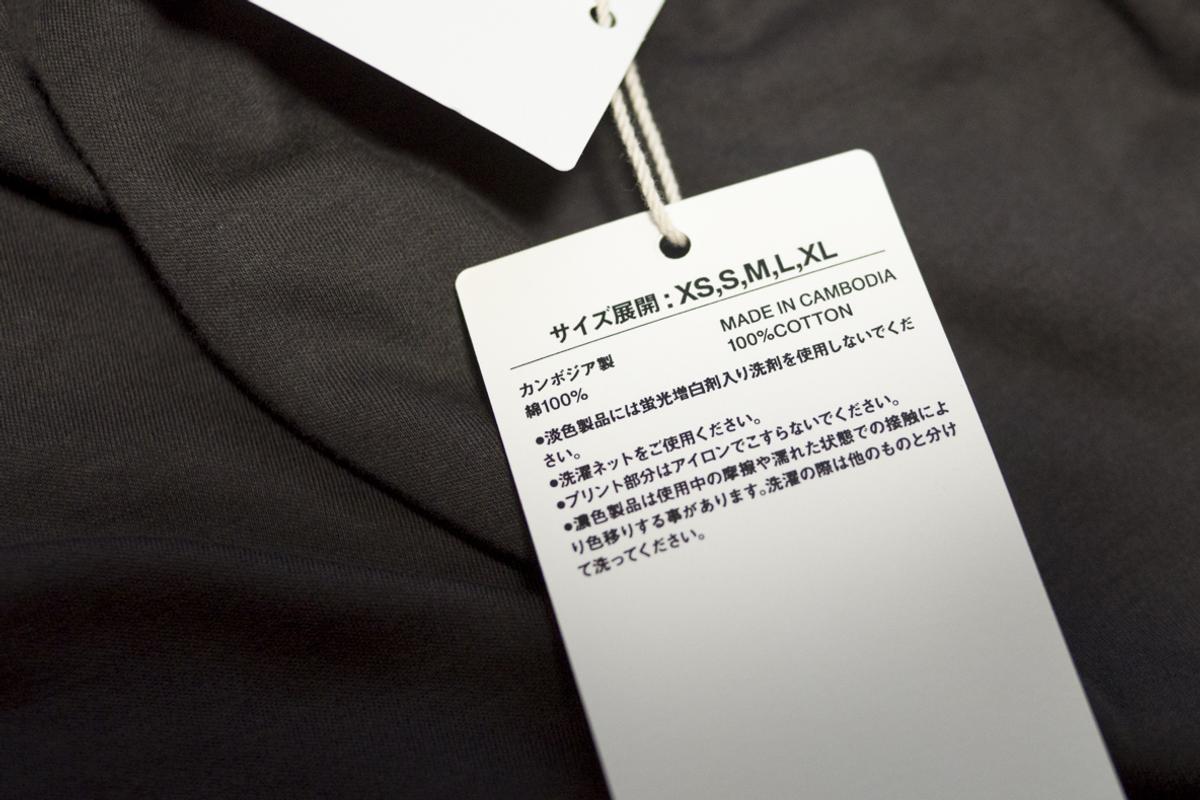 サイズ展開：XS,S,M,L,XL
カンボジア製
MADE IN CAMBODIA
綿100%
100%COTTON
●淡色製品には蛍光増白剤入り洗剤を使用しないでくだ
さい。
●洗濯ネットをご使用ください。
●プリント部分はアイロンでこすらないでください。
●濃色製品は使用中の摩擦や濡れた状態での接触によ
り色移りする事があります。洗濯の際は他のものと分け
て洗ってください。